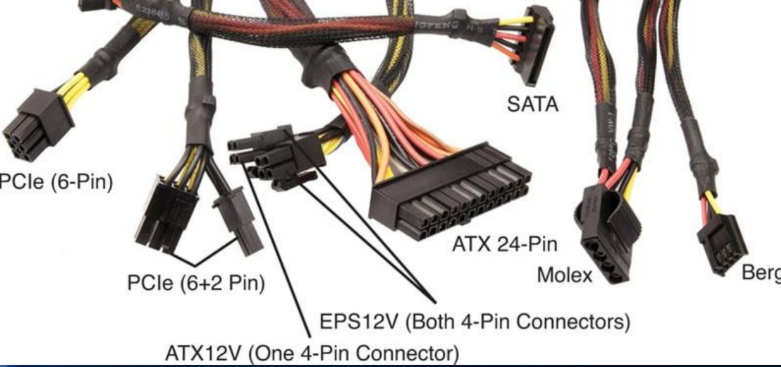 SATA
PCIe (6-Pin)
ATX 24-Pin
Molex
Berg
PCIe (6+2 Pin)
EPS12V (Both 4-Pin Connectors)
ATX12V (One 4-Pin Connector)